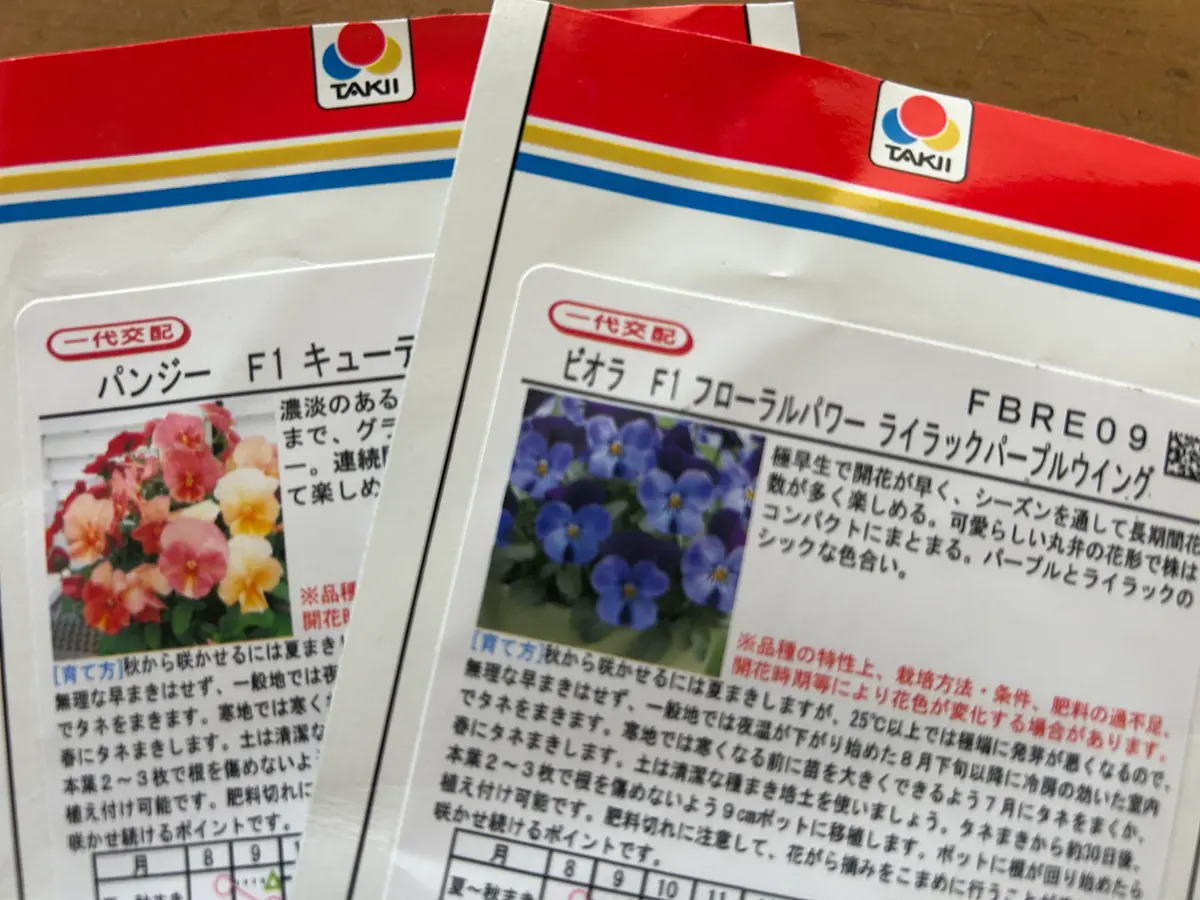 TAKII
一代交配
パンジー F1 キューテ
濃淡のある
まで、グラ
ー。連続
て楽しめ
※品種
開花時
[育て方]秋から咲かせるには夏まき
無理な早まきはせず、一般地では夜
でタネをまきます。寒地では寒く
春にタネまきします。土は清潔な
本葉2～3枚で根を傷めないよ
植え付け可能です。肥料切れに
咲かせ続けるポイントです。
月 8 9
TAKII
一代交配
FBRE09
ビオラ F1 フローラルパワー ライラックパープルウイング
極早生で開花が早く、シーズンを通して長期間花
数が多く楽しめる。可愛らしい丸弁の花形で株は
コンパクトにまとまる。パープルとライラックの
シックな色合い。
※品種の特性上、栽培方法・条件、肥料の過不足、
開花時期等により花色が変化する場合があります。
[育て方]秋から咲かせるには夏まきしますが、25℃以上では極端に発芽が悪くなるので、
無理な早まきはせず、一般地では夜温が下がり始めた8月下旬以降に冷房の効いた室内
でタネをまきます。寒地では寒くなる前に苗を大きくできるよう7月にタネをまくか、
春にタネまきします。土は清潔な種まき培土を使いましょう。タネまきから約30日後、
本葉2～3枚で根を傷めないよう9cmポットに移植します。ポットに根が回り始めたら
植え付け可能です。肥料切れに注意して、花がら摘みをこまめに行うことが
咲かせ続けるポイントです。
月 8 9 10 11
夏～秋まき